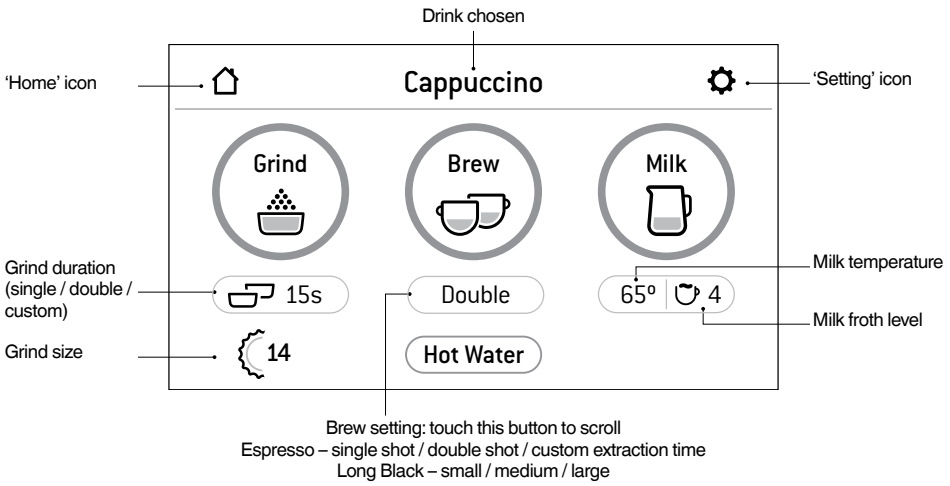 Drink chosen
'Home' icon
Cappuccino
'Setting' icon
Grind
Brew
Milk
Grind duration
(single / double /
custom)
15s
Double
65º
4
Milk temperature
Milk froth level
Grind size
14
Hot Water
Brew setting: touch this button to scroll
Espresso – single shot / double shot / custom extraction time
Long Black – small / medium / large